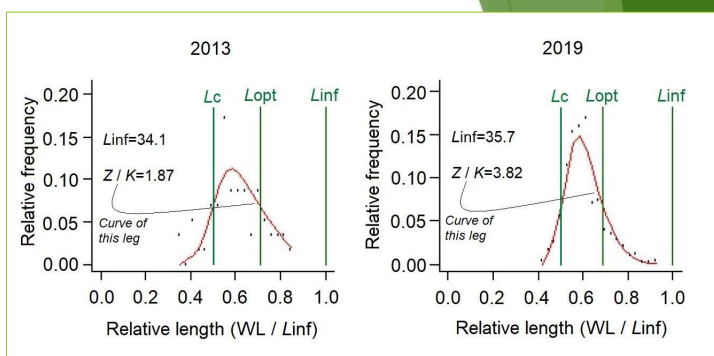 2013
Lc Lopt Linf
0.20
0.15
0.10
0.05
0.00
Relative frequency
Linf=34.1
Z / K=1.87
Curve of
this leg
0.0 0.2 0.4 0.6 0.8 1.0
Relative length (WL / Linf)
2019
Lc Lopt Linf
0.20
0.15
0.10
0.05
0.00
Relative frequency
Linf=35.7
Z / K=3.82
Curve of
this leg
0.0 0.2 0.4 0.6 0.8 1.0
Relative length (WL / Linf)